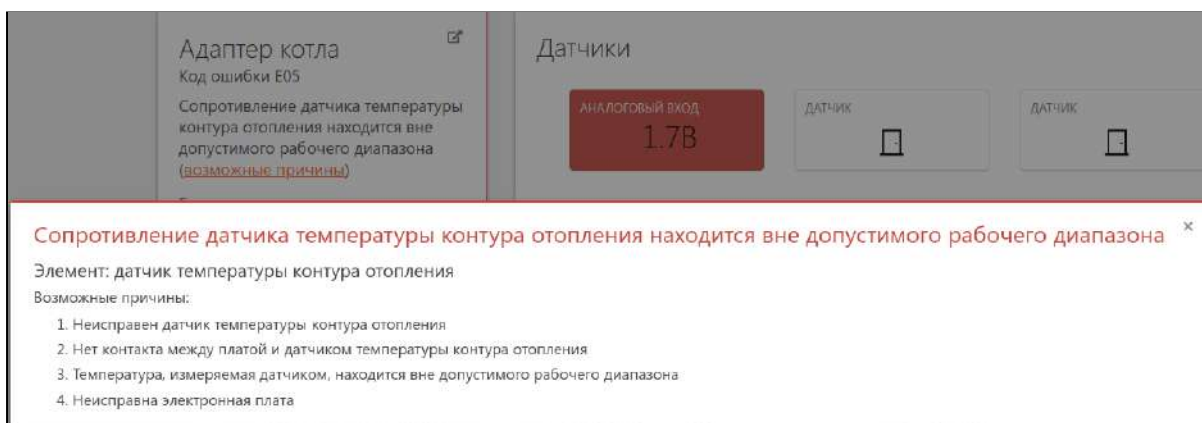 Адаптер котла
Код ошибки E05
Сопротивление датчика температуры
контура отопления находится вне
допустимого рабочего диапазона
(возможные причины)
Датчики
АНАЛОГОВЫЙ ВХОД
1.7В
ДАТЧИК
ДАТЧИК
Сопротивление датчика температуры контура отопления находится вне допустимого рабочего диапазона ×
Элемент: датчик температуры контура отопления
Возможные причины:
1. Неисправен датчик температуры контура отопления
2. Нет контакта между платой и датчиком температуры контура отопления
3. Температура, измеряемая датчиком, находится вне допустимого рабочего диапазона
4. Неисправна электронная плата